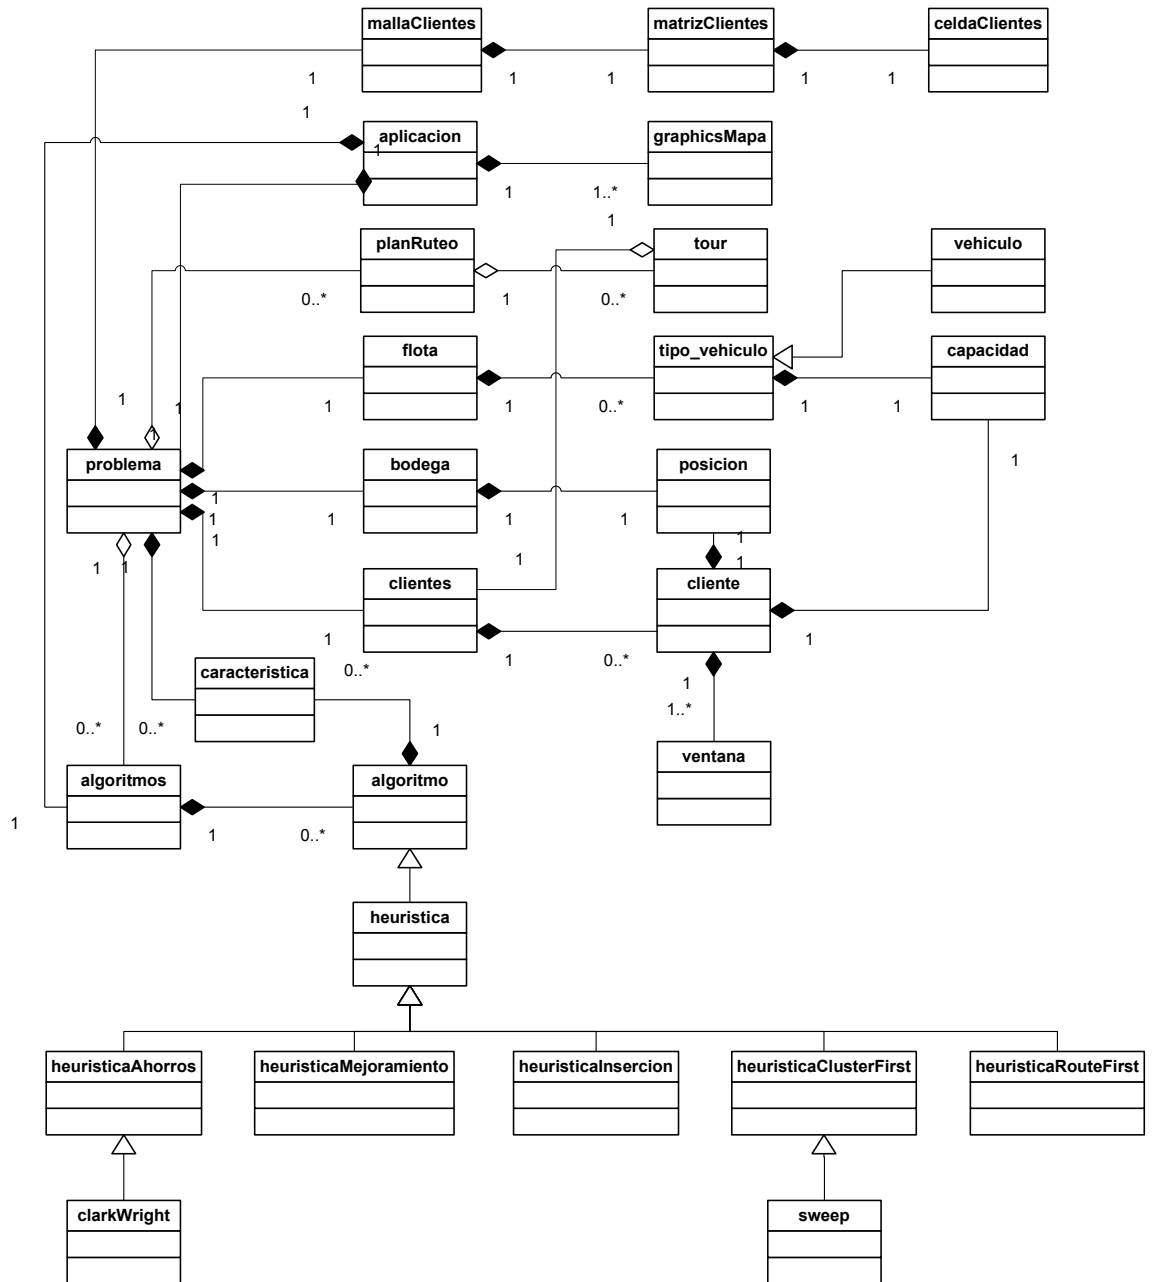 mallaClientes
matrizClientes
celdaClientes
1
1
1
1
1
1
aplicacion
graphicsMapa
1
1
1..*
1
planRuteo
tour
vehiculo
0..*
1
0..*
flota
tipo_vehiculo
capacidad
1
1
1
1
0..*
1
1
1
problema
bodega
posicion
1
1
1
1
1
1
1
1
1
1
1
1
clientes
cliente
1
1
0..*
1
caracteristica
0..*
1
1..*
0..*
0..*
1
ventana
algoritmos
algoritmo
1
1
0..*
heuristica
heuristicaAhorros
heuristicaMejoramiento
heuristicaInsercion
heuristicaClusterFirst
heuristicaRouteFirst
clarkWright
sweep